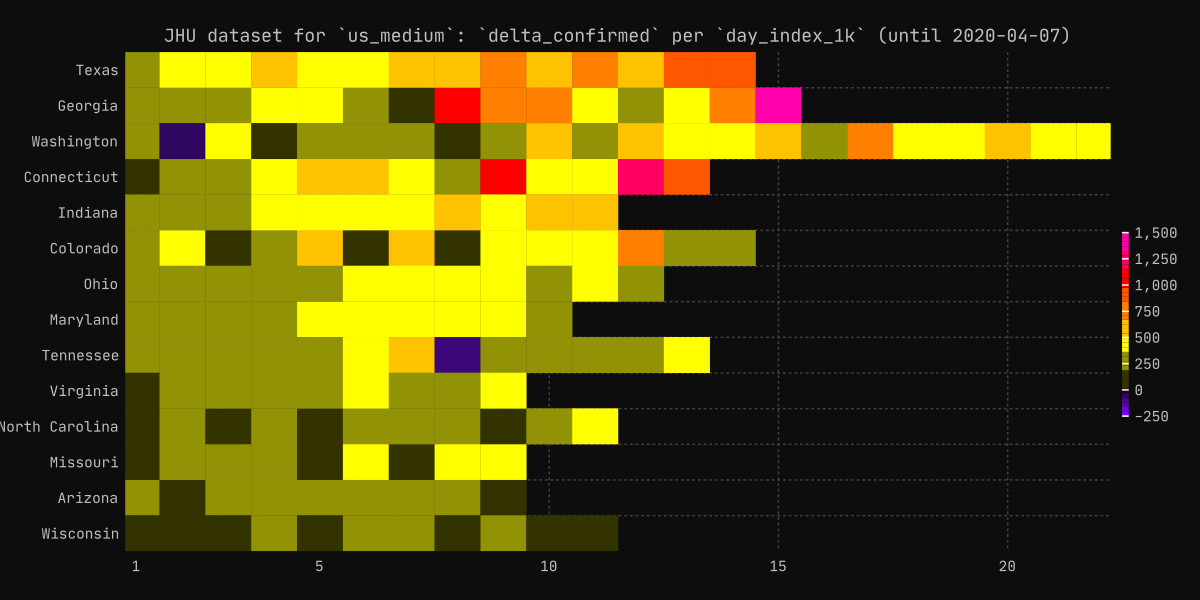 JHU dataset for `us_medium`: `delta_confirmed` per `day_index_1k` (until 2020-04-07)
Texas
Georgia
Washington
Connecticut
Indiana
Colorado
Ohio
Maryland
Tennessee
Virginia
North Carolina
Missouri
Arizona
Wisconsin
1 5 10 15 20
1,500
1,250
1,000
750
500
250
0
−250